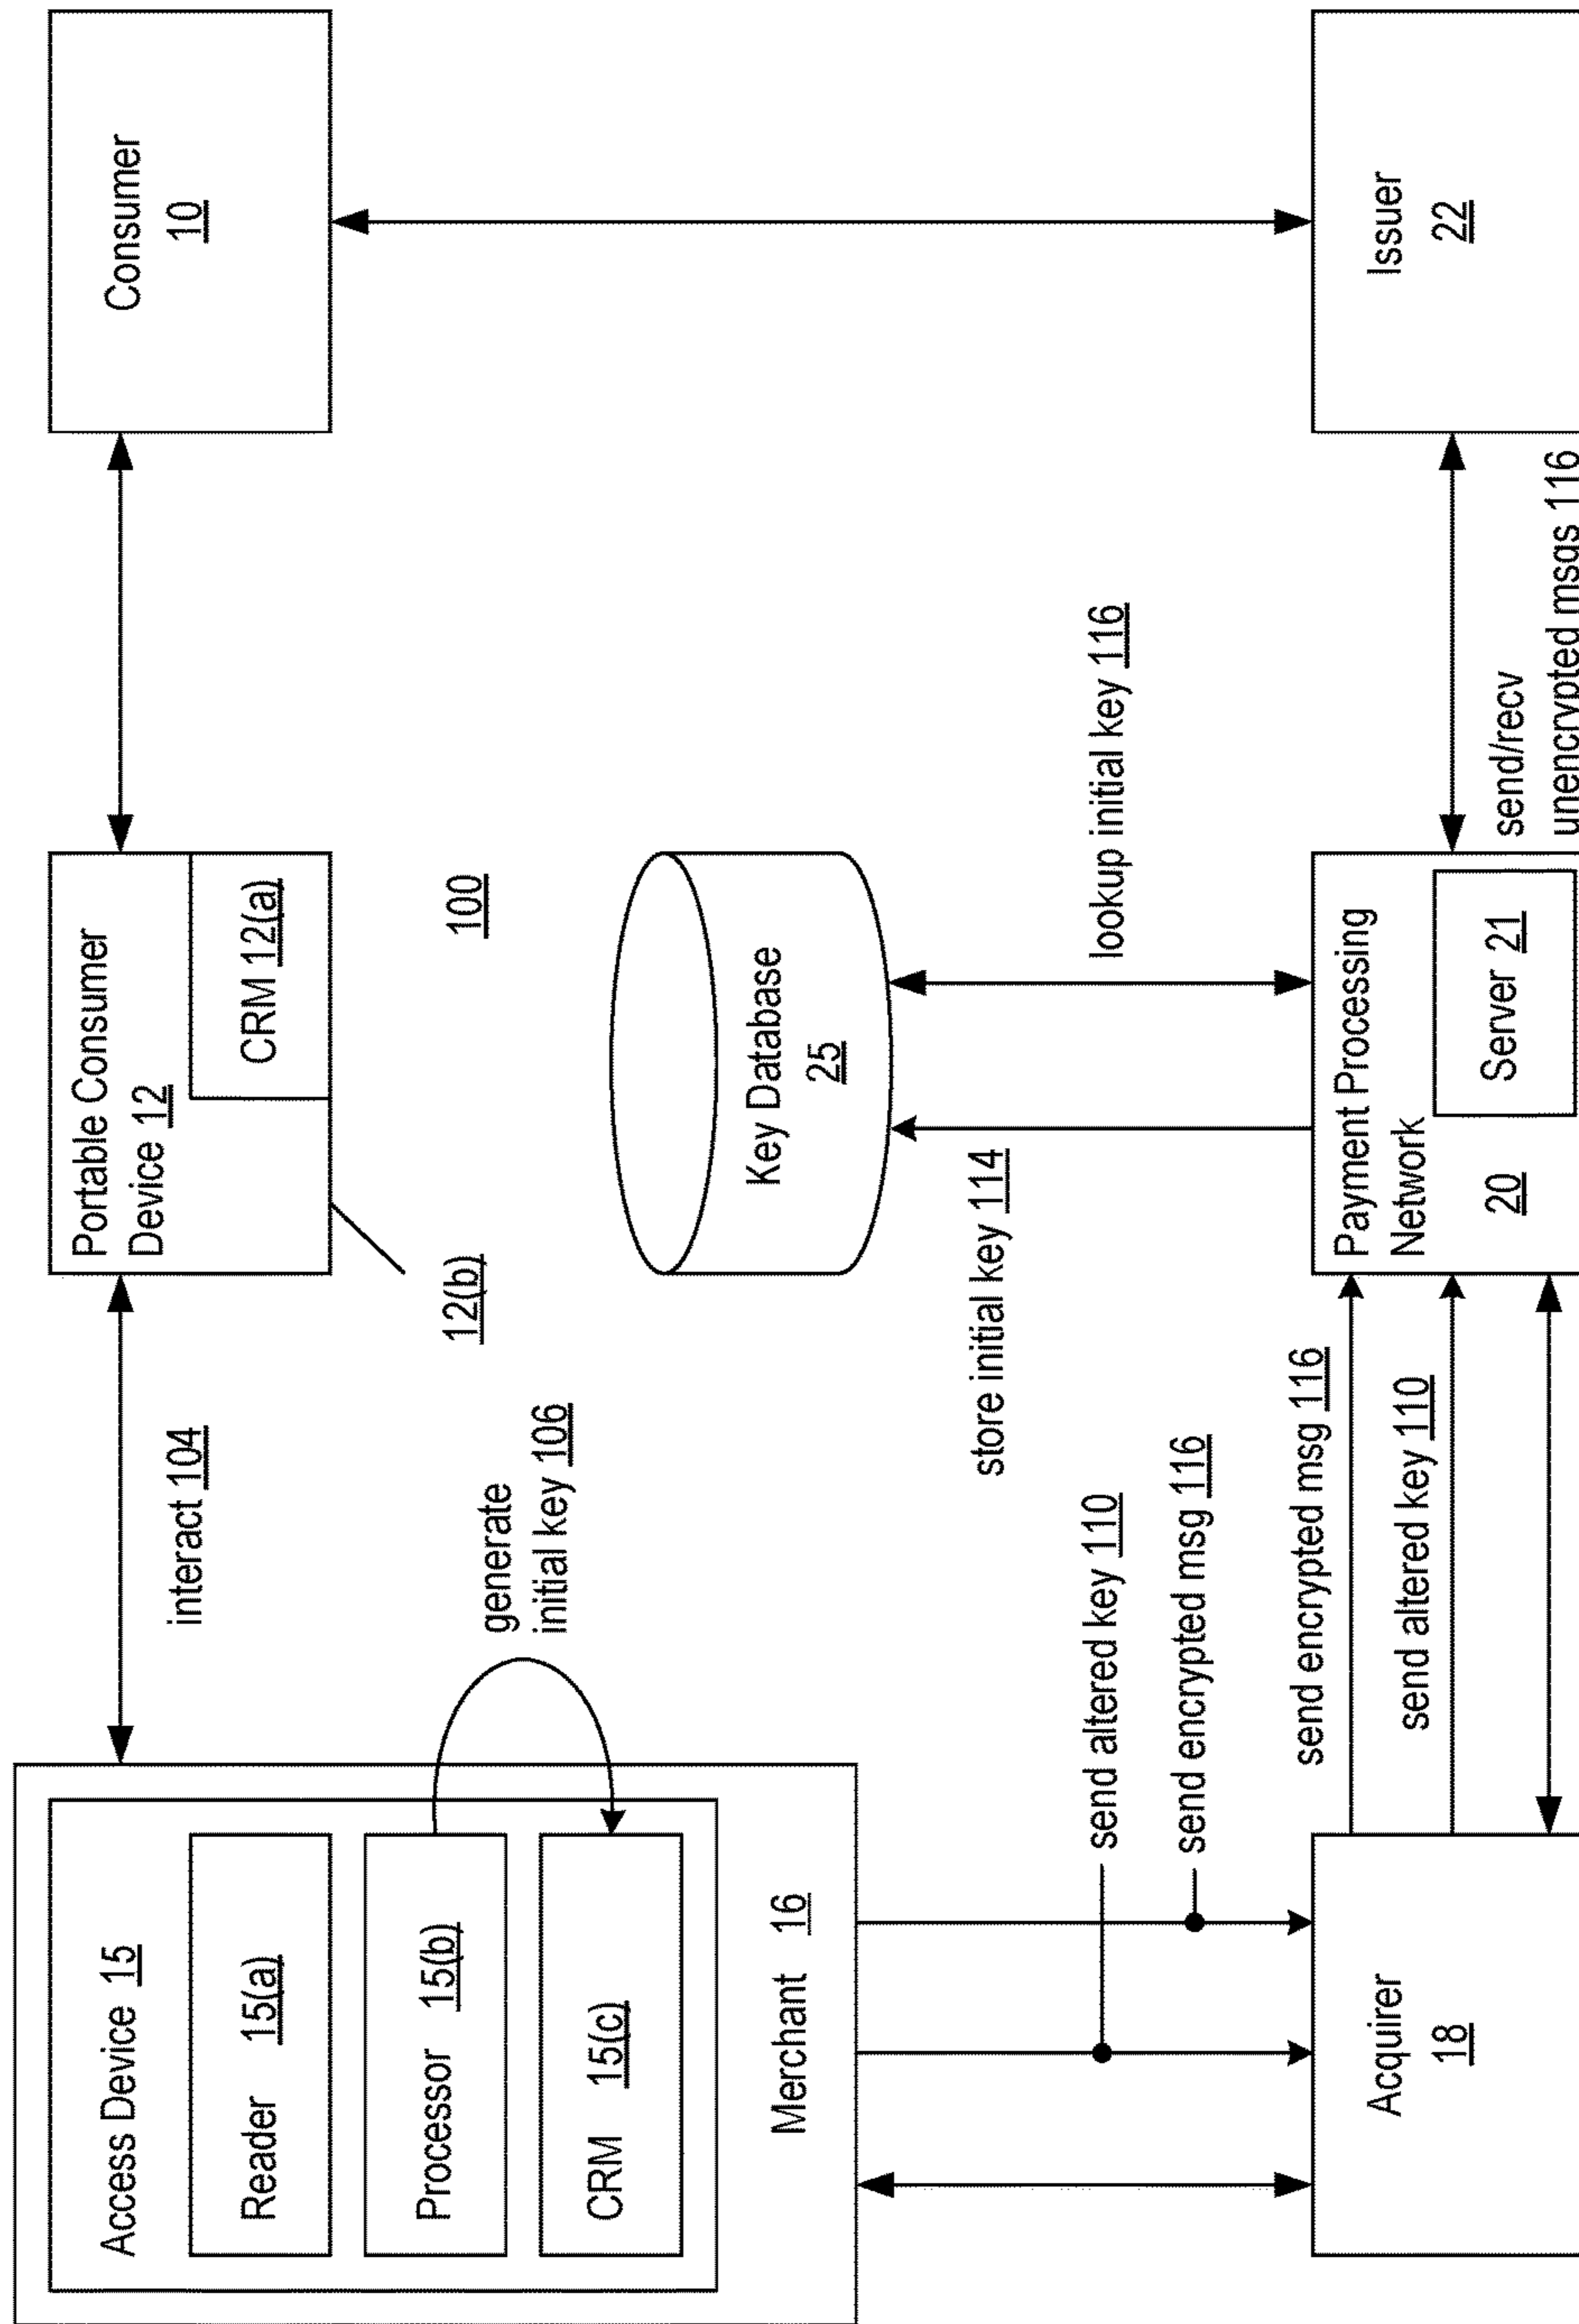 Access Device 15
Reader 15(a)
Processor 15(b)
CRM 15(c)
Merchant 16
interact 104
generate
initial key 106
Portable Consumer
Device 12
CRM 12(a)
12(b)
100
Consumer
10
Key Database
25
store initial key 114
lookup initial key 116
send altered key 110
send encrypted msg 116
send encrypted msg 116
send altered key 110
Acquirer
18
Payment Processing
Network
20
Server 21
send/recv
unencrypted msgs 116
Issuer
22